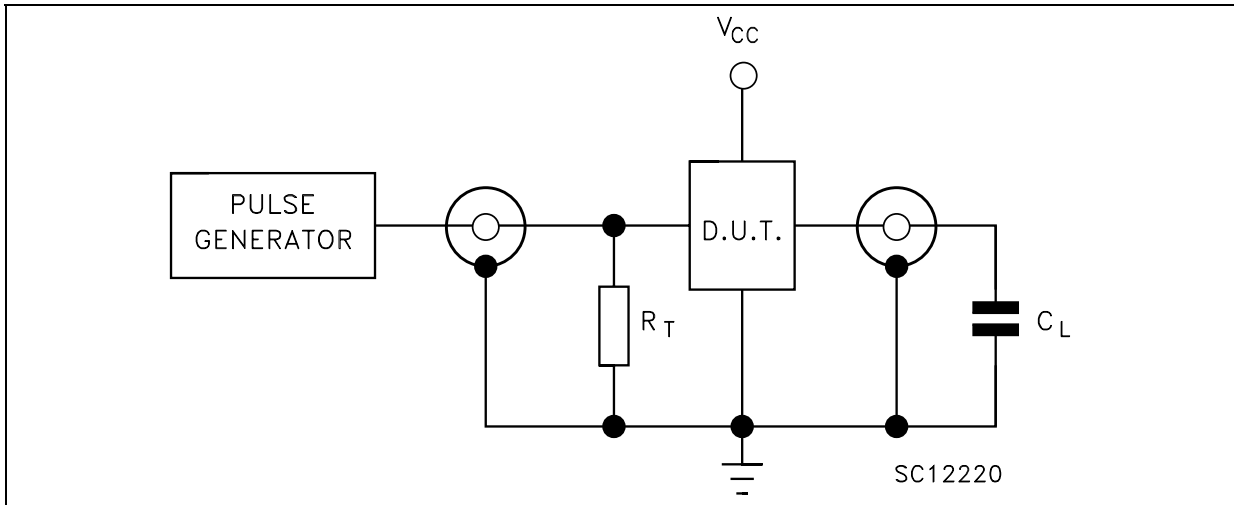 VCC
PULSE
GENERATOR
D.U.T.
RT
CL
SC12220